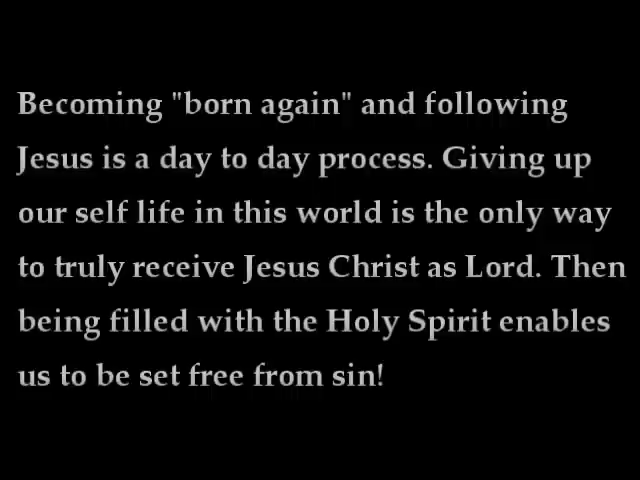 Becoming "born again" and following
Jesus is a day to day process. Giving up
our self life in this world is the only way
to truly receive Jesus Christ as Lord. Then
being filled with the Holy Spirit enables
us to be set free from sin!